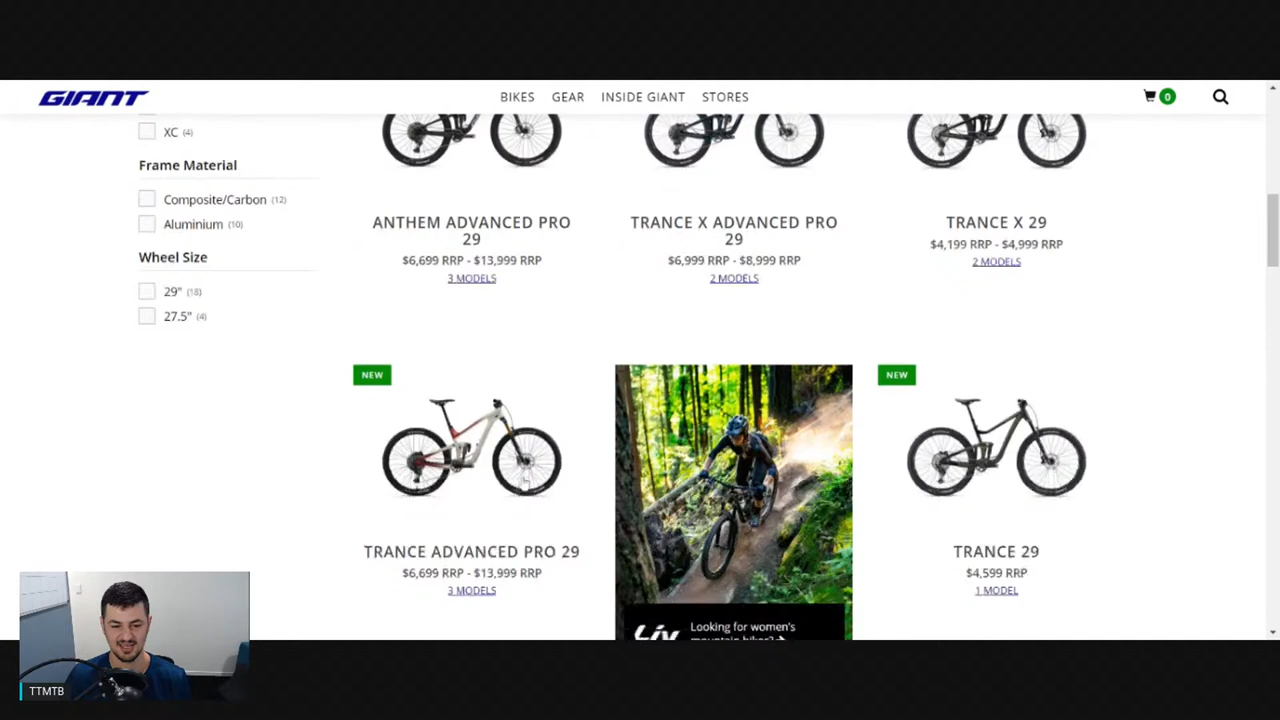 GIANT
BIKES GEAR INSIDE GIANT STORES
0
XC (4)
Frame Material
Composite/Carbon (12)
Aluminium (10)
Wheel Size
29" (18)
27.5" (4)
ANTHEM ADVANCED PRO
29
$6,699 RRP - $13,999 RRP
3 MODELS
TRANCE X ADVANCED PRO
29
$6,999 RRP - $8,999 RRP
2 MODELS
TRANCE X 29
$4,199 RRP - $4,999 RRP
2 MODELS
NEW
TRANCE ADVANCED PRO 29
$6,699 RRP - $13,999 RRP
3 MODELS
Liv
Looking for women's
mountain bikes?
NEW
TRANCE 29
$4,599 RRP
1 MODEL
TTMTB